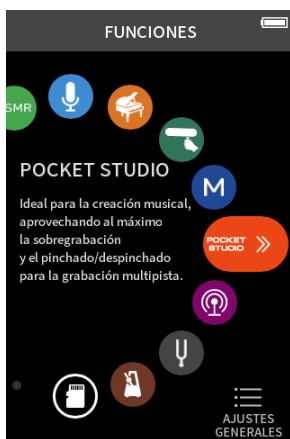 FUNCIONES
SMR
POCKET STUDIO
Ideal para la creación musical,
aprovechando al máximo
la sobregrabación
y el pinchado/despinchado
para la grabación multipista.
M
POCKET
STUDIO
AJUSTES
GENERALES